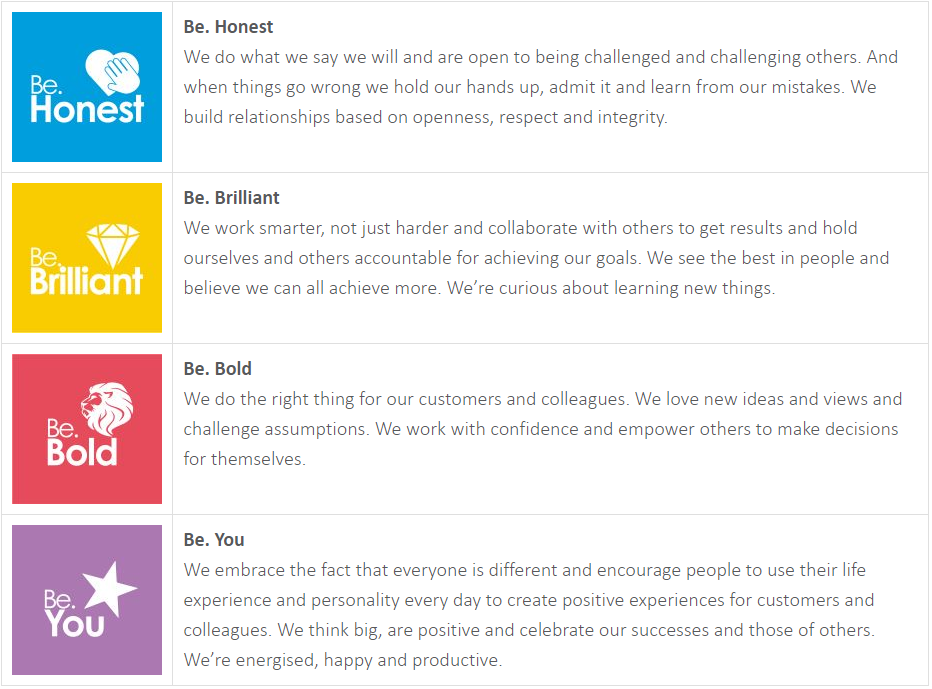 Be.
Honest
Be. Honest
We do what we say we will and are open to being challenged and challenging others. And
when things go wrong we hold our hands up, admit it and learn from our mistakes. We
build relationships based on openness, respect and integrity.
Be.
Brilliant
Be. Brilliant
We work smarter, not just harder and collaborate with others to get results and hold
ourselves and others accountable for achieving our goals. We see the best in people and
believe we can all achieve more. We’re curious about learning new things.
Be.
Bold
Be. Bold
We do the right thing for our customers and colleagues. We love new ideas and views and
challenge assumptions. We work with confidence and empower others to make decisions
for themselves.
Be.
You
Be. You
We embrace the fact that everyone is different and encourage people to use their life
experience and personality every day to create positive experiences for customers and
colleagues. We think big, are positive and celebrate our successes and those of others.
We’re energised, happy and productive.